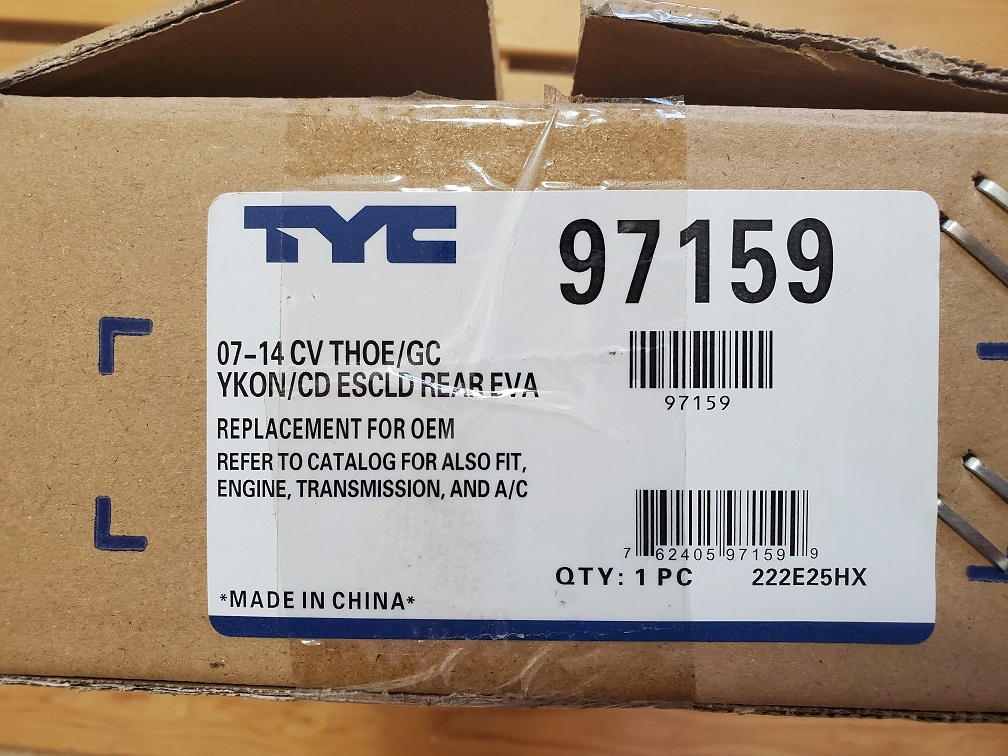 TYC
97159
07-14 CV THOE/GC
YKON/CD ESCLD REAR EVA
97159
REPLACEMENT FOR OEM
REFER TO CATALOG FOR ALSO FIT,
ENGINE, TRANSMISSION, AND A/C
7 62405 97159 9
QTY: 1 PC 222E25HX
*MADE IN CHINA*